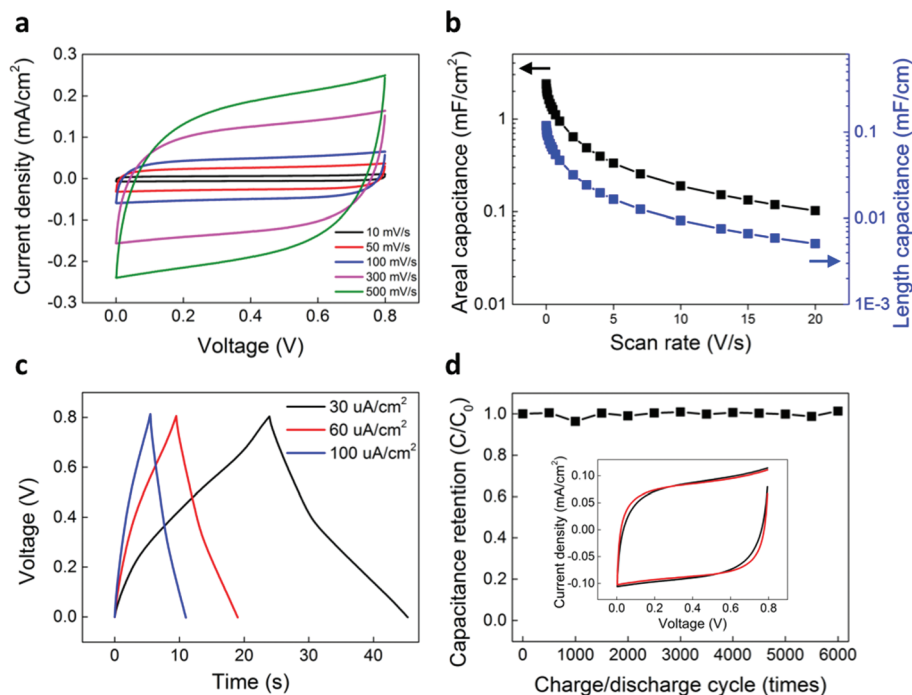 a
Current density (mA/cm²)
0.3
0.2
0.1
0.0
-0.1
-0.2
-0.3
10 mV/s
50 mV/s
100 mV/s
300 mV/s
500 mV/s
0.0 0.2 0.4 0.6 0.8
Voltage (V)
b
Areal capacitance (mF/cm²)
1
0.1
0.01
0.1
0.01
1E-3
Length capacitance (mF/cm)
0 5 10 15 20
Scan rate (V/s)
c
Voltage (V)
0.8
0.6
0.4
0.2
0.0
30 uA/cm²
60 uA/cm²
100 uA/cm²
0 10 20 30 40
Time (s)
d
Capacitance retention (C/C₀)
1.0
0.8
0.6
0.4
0.2
0.0
Current density (mA/cm²)
0.10
0.05
0.00
-0.05
-0.10
0.0 0.2 0.4 0.6 0.8
Voltage (V)
0 1000 2000 3000 4000 5000 6000
Charge/discharge cycle (times)